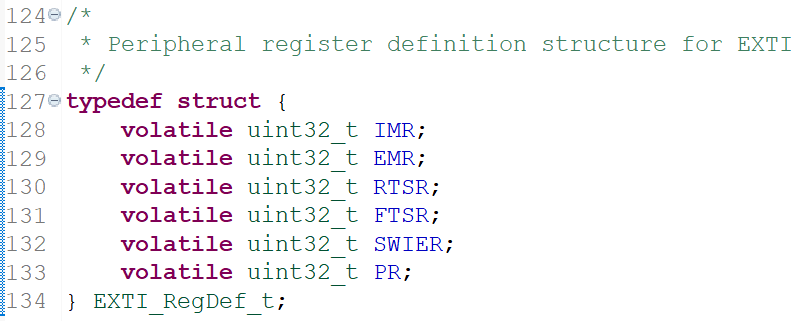 124 /*
125  * Peripheral register definition structure for EXTI
126  */
127 typedef struct {
128     volatile uint32_t IMR;
129     volatile uint32_t EMR;
130     volatile uint32_t RTSR;
131     volatile uint32_t FTSR;
132     volatile uint32_t SWIER;
133     volatile uint32_t PR;
134 } EXTI_RegDef_t;